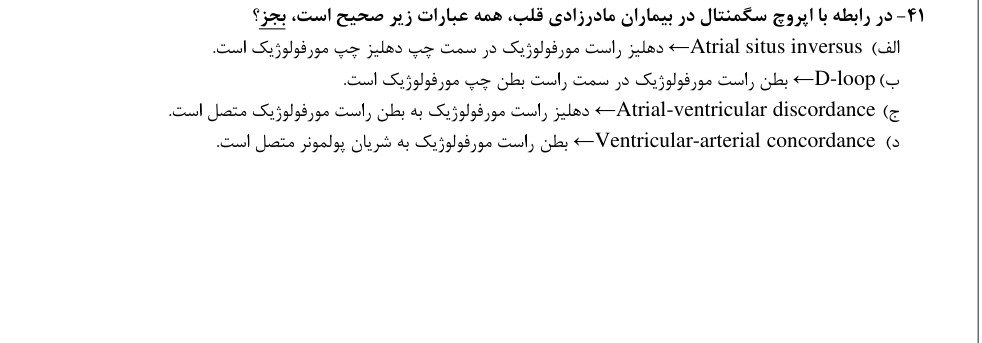 ۴۱- در رابطه با اپروچ سگمنتال در بیماران مادرزادی قلب، همه عبارات زیر صحیح است، بجز؟
الف) Atrial situs inversus← دهلیز راست مورفولوژیک در سمت چپ دهلیز چپ مورفولوژیک است.
ب) D-loop← بطن راست مورفولوژیک در سمت راست بطن چپ مورفولوژیک است.
ج) Atrial-ventricular discordance← دهلیز راست مورفولوژیک به بطن راست مورفولوژیک متصل است.
د) Ventricular-arterial concordance← بطن راست مورفولوژیک به شریان پولمونر متصل است.